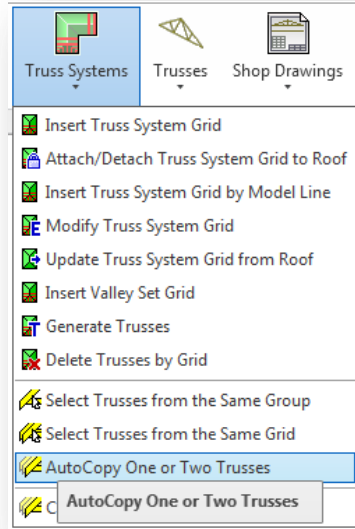 Truss Systems Trusses Shop Drawings
Insert Truss System Grid
Attach/Detach Truss System Grid to Roof
Insert Truss System Grid by Model Line
Modify Truss System Grid
Update Truss System Grid from Roof
Insert Valley Set Grid
Generate Trusses
Delete Trusses by Grid
Select Trusses from the Same Group
Select Trusses from the Same Grid
AutoCopy One or Two Trusses
AutoCopy One or Two Trusses